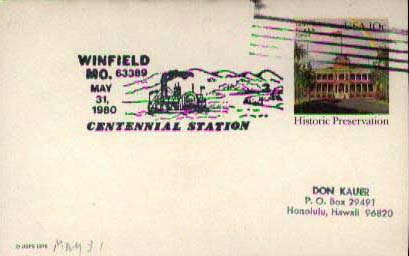 WINFIELD
MO. 63389
MAY
31,
1980
CENTENNIAL STATION
USA 10c
Historic Preservation
DON KAUER
P. O. Box 29491
Honolulu, Hawaii 96820
© USPS 1978
MAY 31